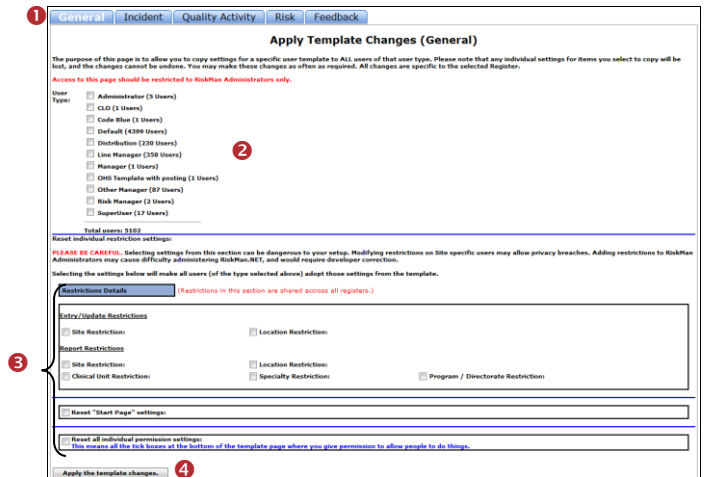 1 General Incident Quality Activity Risk Feedback
Apply Template Changes (General)
The purpose of this page is to allow you to copy settings for a specific user template to ALL users of that user type. Please note that any individual settings for items you select to copy will be
lost, and the changes cannot be undone. You may make these changes as often as required. All changes are specific to the selected Register.
Access to this page should be restricted to RiskMan Administrators only.
User
Type:
Administrator (5 Users)
CLO (1 Users)
Code Blue (1 Users)
Default (4399 Users)
Distribution (230 Users)
2
Line Manager (358 Users)
Manager (1 Users)
OHS Template with posting (1 Users)
Other Manager (87 Users)
Risk Manager (2 Users)
SuperUser (17 Users)
Total users: 5102
Reset individual restriction settings:
PLEASE BE CAREFUL. Selecting settings from this section can be dangerous to your setup. Modifying restrictions on Site specific users may allow privacy breaches. Adding restrictions to RiskMan
Administrators may cause difficulty administering RiskMan.NET, and would require developer correction.
Selecting the settings below will make all users (of the type selected above) adopt those settings from the template.
Restrictions Details (Restrictions in this section are shared accross all registers.)
Entry/Update Restrictions
Site Restriction: Location Restriction:
Report Restrictions
3
Site Restriction: Location Restriction:
Clinical Unit Restriction: Specialty Restriction: Program / Directorate Restriction:
Reset "Start Page" settings:
Reset all individual permission settings:
This means all the tick boxes at the bottom of the template page where you give permission to allow people to do things.
Apply the template changes. 4